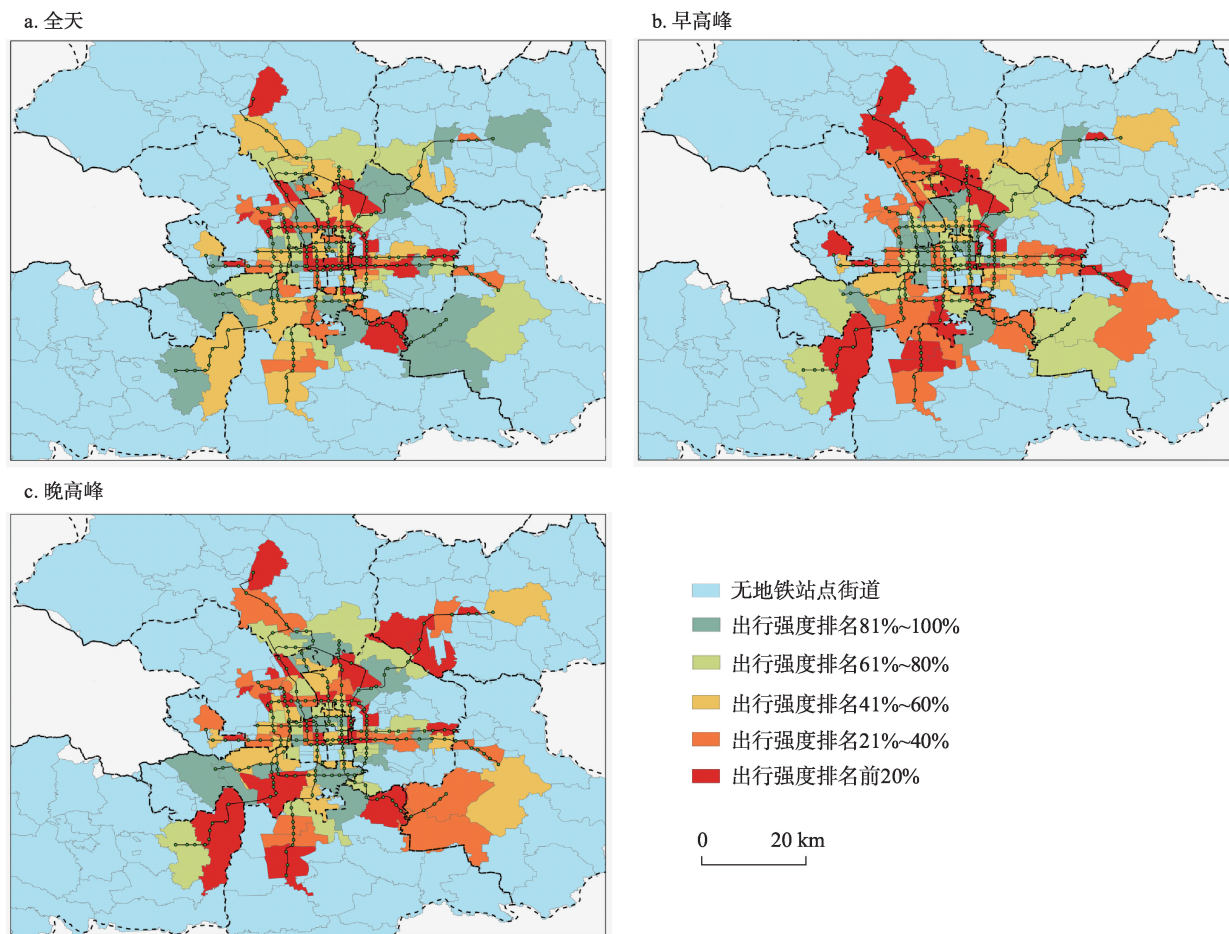 a. 全天
b. 早高峰
c. 晚高峰
无地铁站点街道
出行强度排名81%~100%
出行强度排名61%~80%
出行强度排名41%~60%
出行强度排名21%~40%
出行强度排名前20%
0 20 km